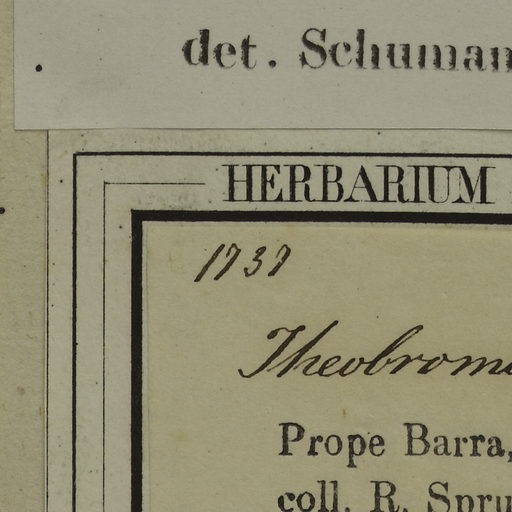 det. Schuman
HERBARIUM
1737
Theobroma
Prope Barra,
coll. R. Spru